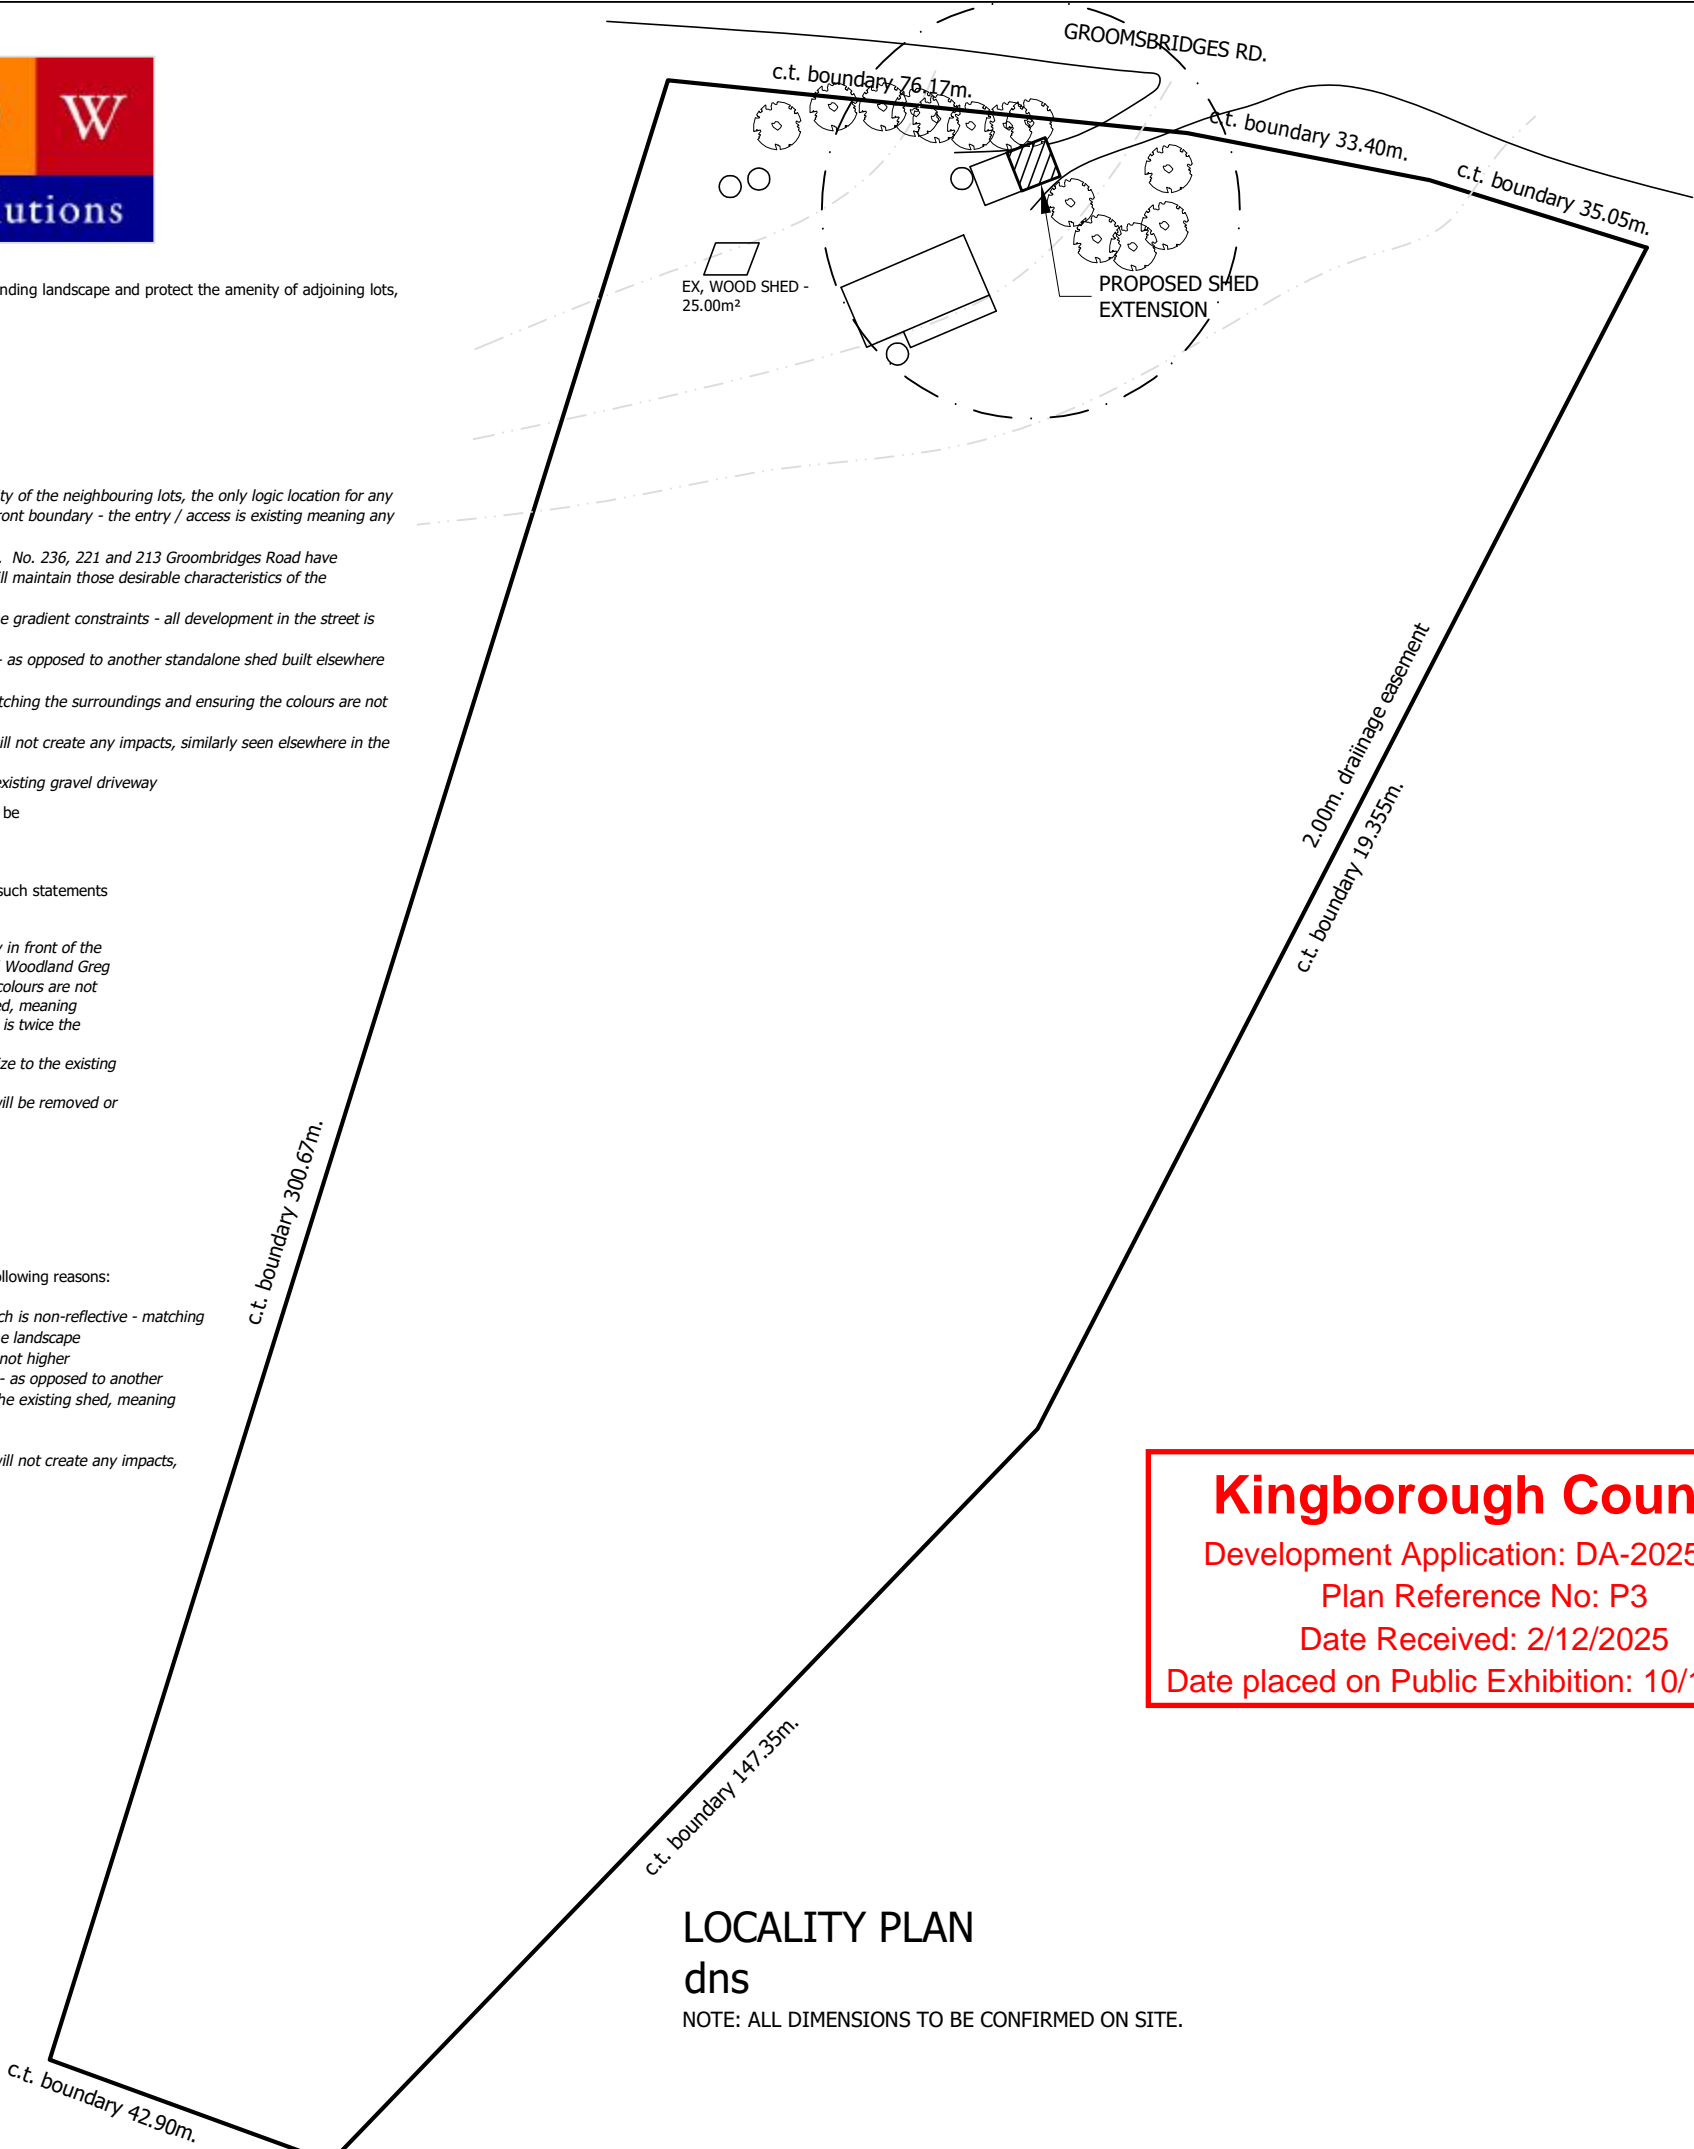 W
lutions
nding landscape and protect the amenity of adjoining lots,
ity of the neighbouring lots, the only logic location for any
ront boundary - the entry / access is existing meaning any
. No. 236, 221 and 213 Groombridges Road have
ll maintain those desirable characteristics of the
e gradient constraints - all development in the street is
- as opposed to another standalone shed built elsewhere
tching the surroundings and ensuring the colours are not
ill not create any impacts, similarly seen elsewhere in the
existing gravel driveway
be
such statements
y in front of the
Woodland Greg
colours are not
ed, meaning
is twice the
ize to the existing
will be removed or
ollowing reasons:
ch is non-reflective - matching
e landscape
not higher
- as opposed to another
he existing shed, meaning
vill not create any impacts,
GROOMSBRIDGES RD.
c.t. boundary 76.17m.
c.t. boundary 33.40m.
c.t. boundary 35.05m.
EX, WOOD SHED -
25.00m²
PROPOSED SHED
EXTENSION
2.00m. draiinage easement
c.t. boundary 19.355m.
c.t. boundary 300.67m.
c.t. boundary 147.35m.
c.t. boundary 42.90m.
Kingborough Coun
Development Application: DA-2025
Plan Reference No: P3
Date Received: 2/12/2025
Date placed on Public Exhibition: 10/1
LOCALITY PLAN
dns
NOTE: ALL DIMENSIONS TO BE CONFIRMED ON SITE.